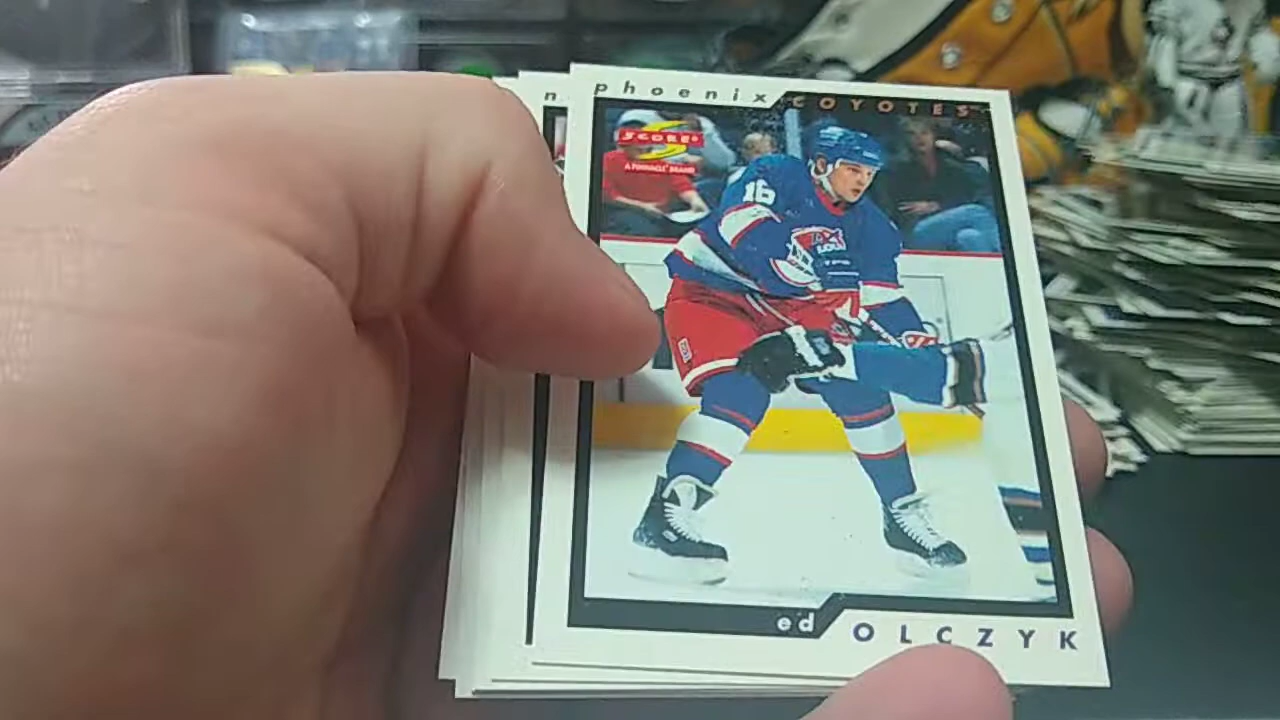 n
phoenix COYOTES
SCORE
A PINNACLE BRAND
16
ed OLCZYK